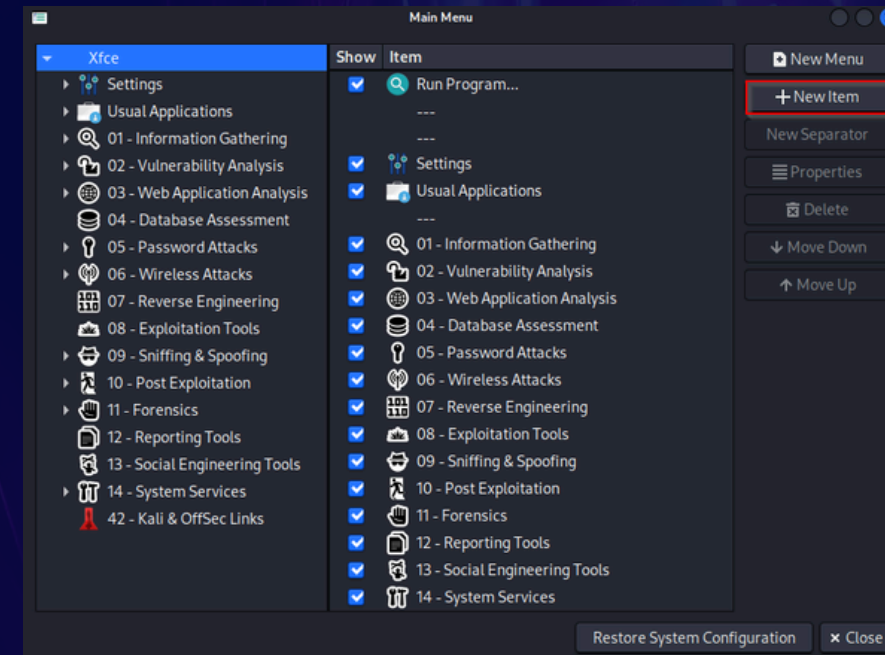 Main Menu
Xfce
Settings
Usual Applications
01 - Information Gathering
02 - Vulnerability Analysis
03 - Web Application Analysis
04 - Database Assessment
05 - Password Attacks
06 - Wireless Attacks
07 - Reverse Engineering
08 - Exploitation Tools
09 - Sniffing & Spoofing
10 - Post Exploitation
11 - Forensics
12 - Reporting Tools
13 - Social Engineering Tools
14 - System Services
42 - Kali & OffSec Links
Show Item
Run Program...
---
---
Settings
Usual Applications
---
01 - Information Gathering
02 - Vulnerability Analysis
03 - Web Application Analysis
04 - Database Assessment
05 - Password Attacks
06 - Wireless Attacks
07 - Reverse Engineering
08 - Exploitation Tools
09 - Sniffing & Spoofing
10 - Post Exploitation
11 - Forensics
12 - Reporting Tools
13 - Social Engineering Tools
14 - System Services
New Menu
New Item
New Separator
Properties
Delete
Move Down
Move Up
Restore System Configuration
Close